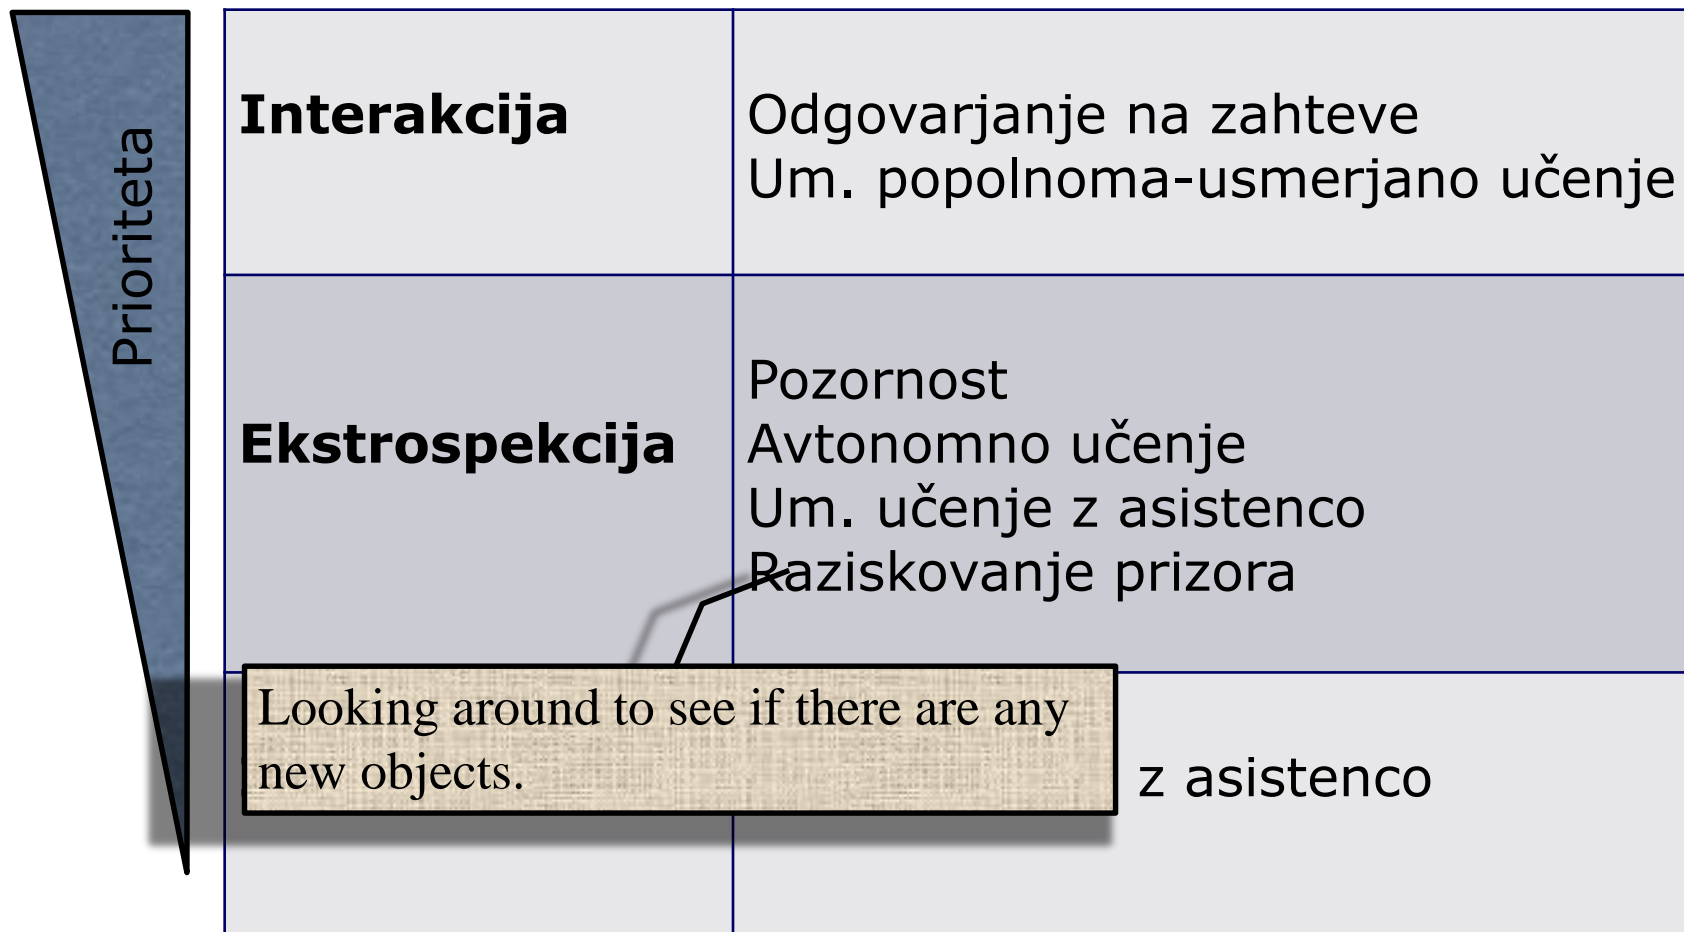 Prioriteta
Interakcija
Odgovarjanje na zahteve
Um. popolnoma-usmerjano učenje
Ekstrospekcija
Pozornost
Avtonomno učenje
Um. učenje z asistenco
Raziskovanje prizora
Looking around to see if there are any
new objects.
z asistenco